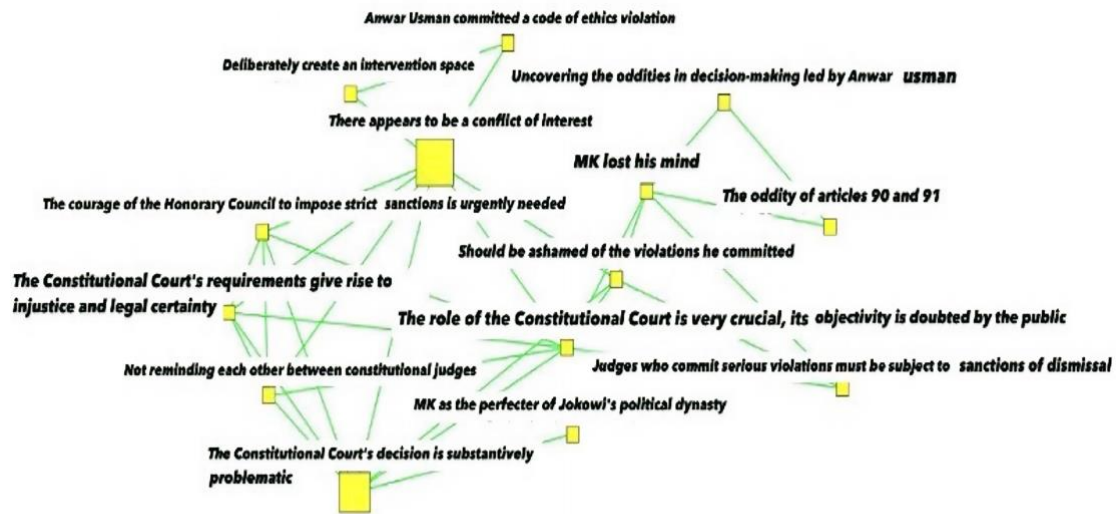 Anwar Usman committed a code of ethics violation
Deliberately create an intervention space
Uncovering the oddities in decision-making led by Anwar usman
There appears to be a conflict of interest
MK lost his mind
The oddity of articles 90 and 91
The courage of the Honorary Council to impose strict sanctions is urgently needed
Should be ashamed of the violations he committed
The Constitutional Court's requirements give rise to
injustice and legal certainty
The role of the Constitutional Court is very crucial, its objectivity is doubted by the public
Not reminding each other between constitutional judges
Judges who commit serious violations must be subject to sanctions of dismissal
MK as the perfecter of Jokowi's political dynasty
The Constitutional Court's decision is substantively
problematic